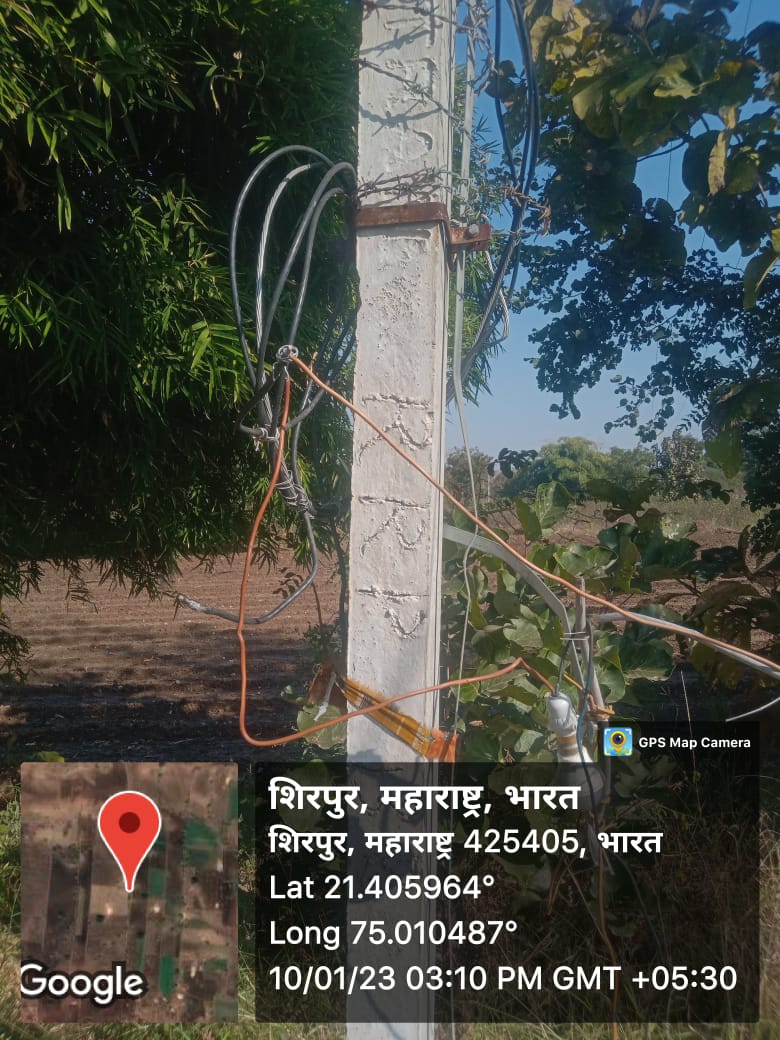 GPS Map Camera
शिरपुर, महाराष्ट्र, भारत
शिरपुर, महाराष्ट्र 425405, भारत
Lat 21.405964°
Long 75.010487°
10/01/23 03:10 PM GMT +05:30
Google